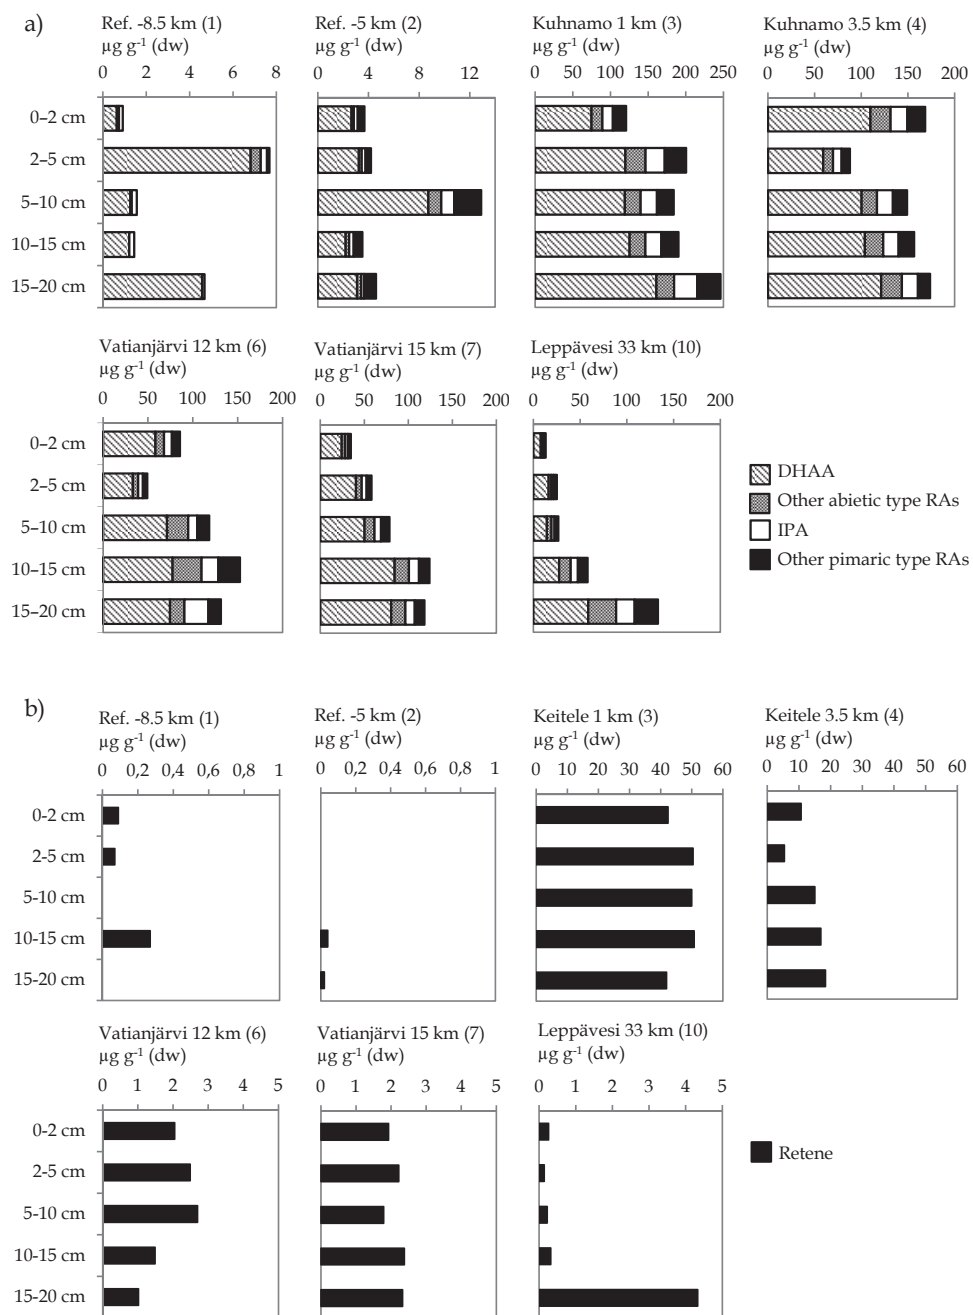 a)
Ref. -8.5 km (1)
µg g-1 (dw)
0 2 4 6 8
Ref. -5 km (2)
µg g-1 (dw)
0 4 8 12
Kuhnamo 1 km (3)
µg g-1 (dw)
0 50 100 150 200 250
Kuhnamo 3.5 km (4)
µg g-1 (dw)
0 50 100 150 200
0–2 cm
2–5 cm
5–10 cm
10–15 cm
15–20 cm
Vatianjärvi 12 km (6)
µg g-1 (dw)
0 50 100 150 200
Vatianjärvi 15 km (7)
µg g-1 (dw)
0 50 100 150 200
Leppävesi 33 km (10)
µg g-1 (dw)
0 50 100 150 200
0–2 cm
2–5 cm
5–10 cm
10–15 cm
15–20 cm
DHAA
Other abietic type RAs
IPA
Other pimaric type RAs
b)
Ref. -8.5 km (1)
µg g-1 (dw)
0 0,2 0,4 0,6 0,8 1
Ref. -5 km (2)
µg g-1 (dw)
0 0,2 0,4 0,6 0,8 1
Keitele 1 km (3)
µg g-1 (dw)
0 10 20 30 40 50 60
Keitele 3.5 km (4)
µg g-1 (dw)
0 10 20 30 40 50 60
0-2 cm
2-5 cm
5-10 cm
10-15 cm
15-20 cm
Vatianjärvi 12 km (6)
µg g-1 (dw)
0 1 2 3 4 5
Vatianjärvi 15 km (7)
µg g-1 (dw)
0 1 2 3 4 5
Leppävesi 33 km (10)
µg g-1 (dw)
0 1 2 3 4 5
0-2 cm
2-5 cm
5-10 cm
10-15 cm
15-20 cm
Retene